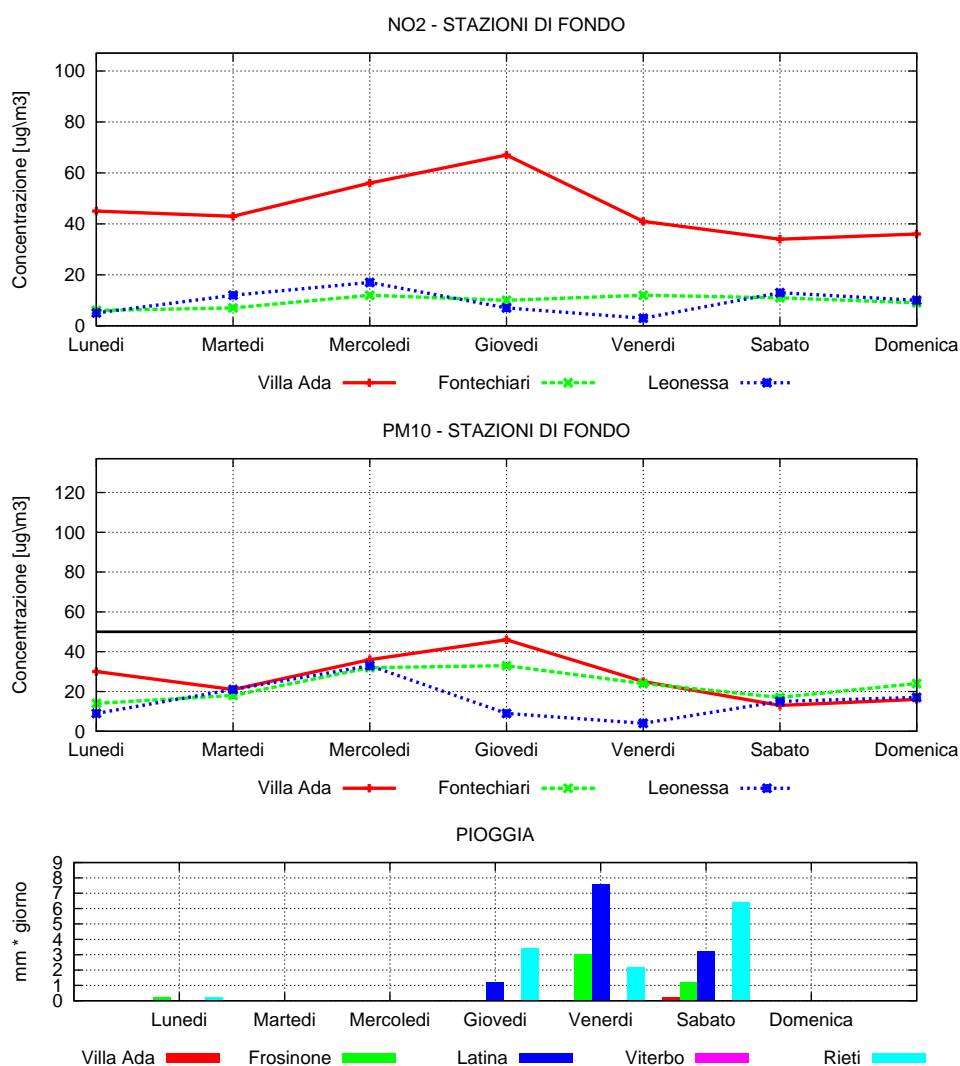 NO2 - STAZIONI DI FONDO
Concentrazione [ug\m3]
100
80
60
40
20
0
Lunedi Martedi Mercoledi Giovedi Venerdi Sabato Domenica
Villa Ada Fontechiari Leonessa
PM10 - STAZIONI DI FONDO
Concentrazione [ug\m3]
120
100
80
60
40
20
0
Lunedi Martedi Mercoledi Giovedi Venerdi Sabato Domenica
Villa Ada Fontechiari Leonessa
PIOGGIA
mm * giorno
9
8
7
6
5
4
3
2
1
0
Lunedi Martedi Mercoledi Giovedi Venerdi Sabato Domenica
Villa Ada Frosinone Latina Viterbo Rieti